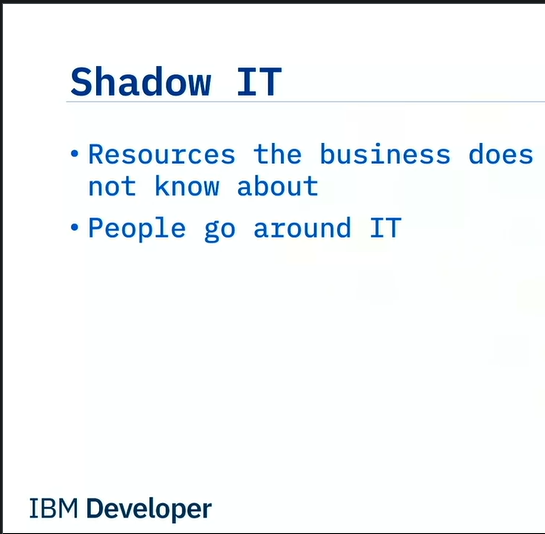 Shadow IT
• Resources the business does
not know about
• People go around IT
IBM Developer